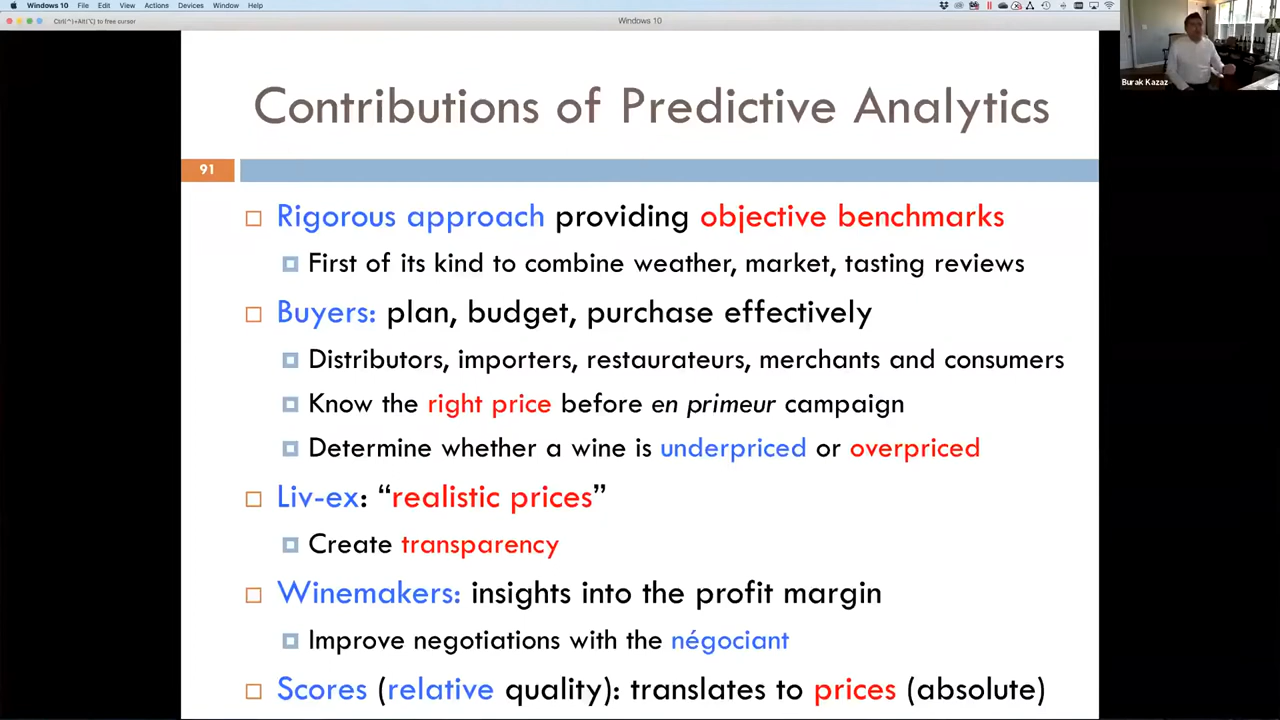 Windows 10 File Edit View Actions Devices Window Help
Ctrl(^)+Alt(⌥) to free cursor
Windows 10
Burak Kazaz
Contributions of Predictive Analytics
91
Rigorous approach providing objective benchmarks
First of its kind to combine weather, market, tasting reviews
Buyers: plan, budget, purchase effectively
Distributors, importers, restaurateurs, merchants and consumers
Know the right price before en primeur campaign
Determine whether a wine is underpriced or overpriced
Liv-ex: “realistic prices”
Create transparency
Winemakers: insights into the profit margin
Improve negotiations with the négociant
Scores (relative quality): translates to prices (absolute)